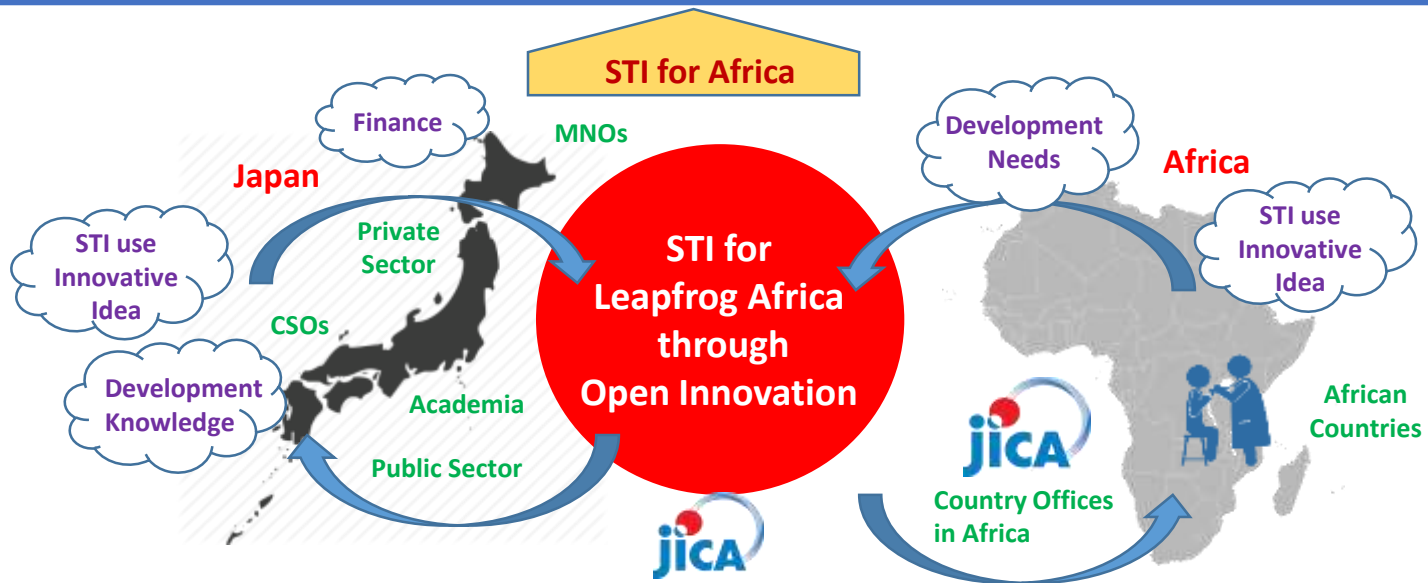 STI for Africa
Finance
MNOs
Japan
STI use
Innovative
Idea
Private
Sector
CSOs
Development
Knowledge
Academia
Public Sector
STI for
Leapfrog Africa
through
Open Innovation
jICA
Development
Needs
Africa
STI use
Innovative
Idea
jICA
Country Offices
in Africa
African
Countries